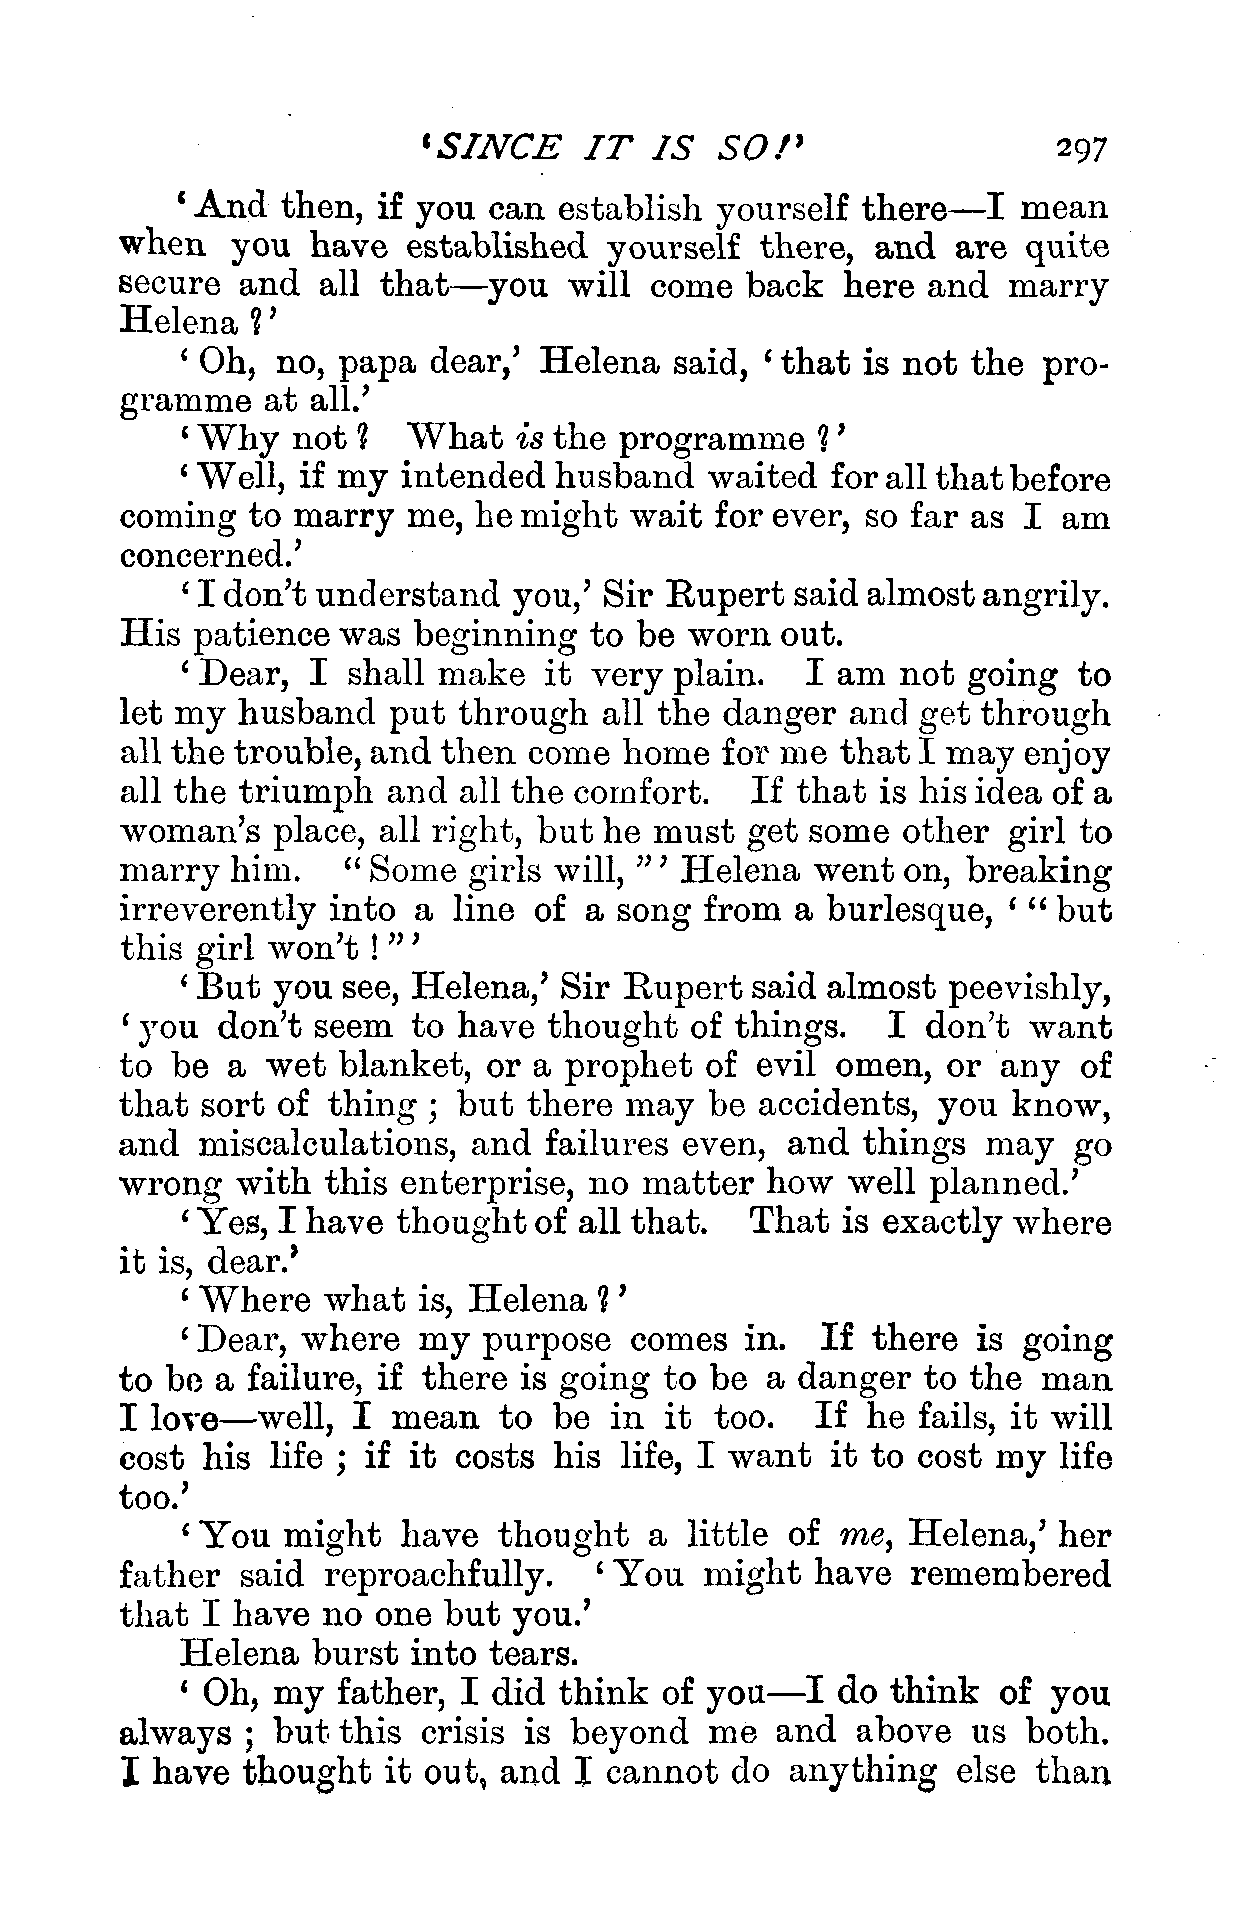 ‘SINCE IT IS SO!’ 297
‘And then, if you can establish yourself there—I mean
when you have established yourself there, and are quite
secure and all that—you will come back here and marry
Helena?’
‘Oh, no, papa dear,’ Helena said, ‘that is not the pro-
gramme at all.’
‘Why not? What is the programme?’
‘Well, if my intended husband waited for all that before
coming to marry me, he might wait for ever, so far as I am
concerned.’
‘I don’t understand you,’ Sir Rupert said almost angrily.
His patience was beginning to be worn out.
‘Dear, I shall make it very plain. I am not going to
let my husband put through all the danger and get through
all the trouble, and then come home for me that I may enjoy
all the triumph and all the comfort. If that is his idea of a
woman’s place, all right, but he must get some other girl to
marry him. “Some girls will,”’ Helena went on, breaking
irreverently into a line of a song from a burlesque, ‘“but
this girl won’t!”’
‘But you see, Helena,’ Sir Rupert said almost peevishly,
‘you don’t seem to have thought of things. I don’t want
to be a wet blanket, or a prophet of evil omen, or any of
that sort of thing; but there may be accidents, you know,
and miscalculations, and failures even, and things may go
wrong with this enterprise, no matter how well planned.’
‘Yes, I have thought of all that. That is exactly where
it is, dear.’
‘Where what is, Helena?’
‘Dear, where my purpose comes in. If there is going
to be a failure, if there is going to be a danger to the man
I love—well, I mean to be in it too. If he fails, it will
cost his life; if it costs his life, I want it to cost my life
too.’
‘You might have thought a little of me, Helena,’ her
father said reproachfully. ‘You might have remembered
that I have no one but you.’
Helena burst into tears.
‘Oh, my father, I did think of you—I do think of you
always; but this crisis is beyond me and above us both.
I have thought it out, and I cannot do anything else than